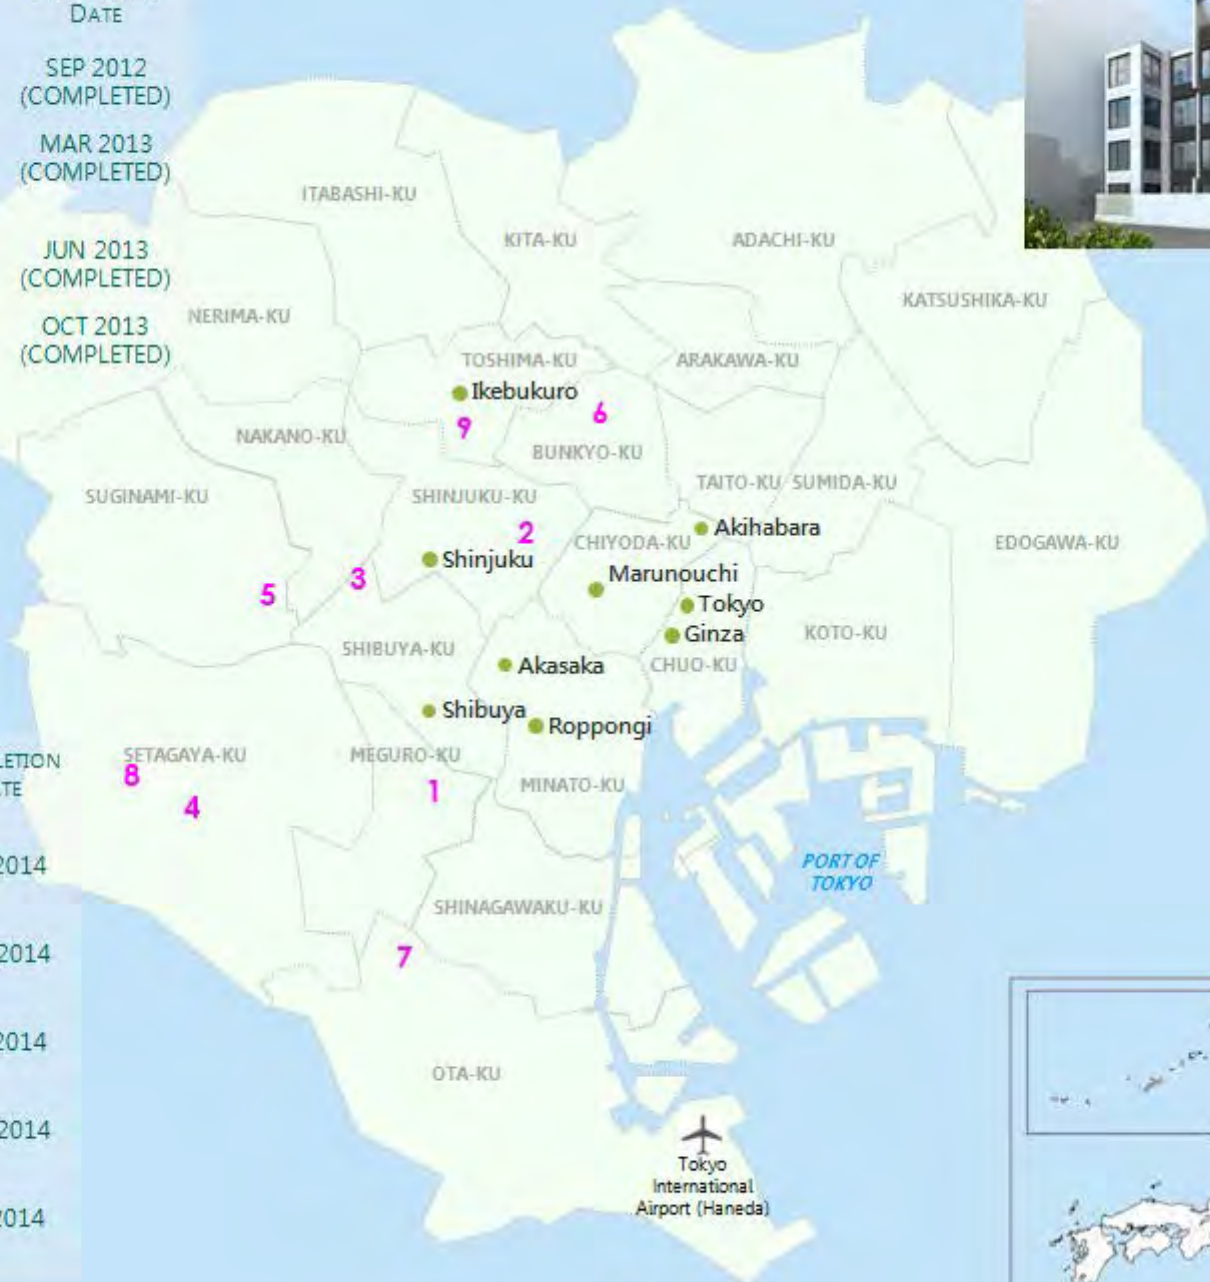 DATE
SEP 2012
(COMPLETED)
MAR 2013
(COMPLETED)
JUN 2013
(COMPLETED)
OCT 2013
(COMPLETED)
ITABASHI-KU
KITA-KU
ADACHI-KU
KATSUSHIKA-KU
NERIMA-KU
TOSHIMA-KU
ARAKAWA-KU
Ikebukuro
9
6
NAKANO-KU
BUNKYO-KU
SUGINAMI-KU
SHINJUKU-KU
TAITO-KU
SUMIDA-KU
2
CHIYODA-KU
Akihabara
EDOGAWA-KU
Shinjuku
Marunouchi
3
5
Tokyo
Ginza
KOTO-KU
SHIBUYA-KU
Akasaka
CHUO-KU
Shibuya
Roppongi
SETAGAYA-KU
MEGURO-KU
MINATO-KU
8
4
1
PORT OF
TOKYO
SHINAGAWAKU-KU
7
OTA-KU
Tokyo
International
Airport (Haneda)
LETION
TE
2014
2014
2014
2014
2014